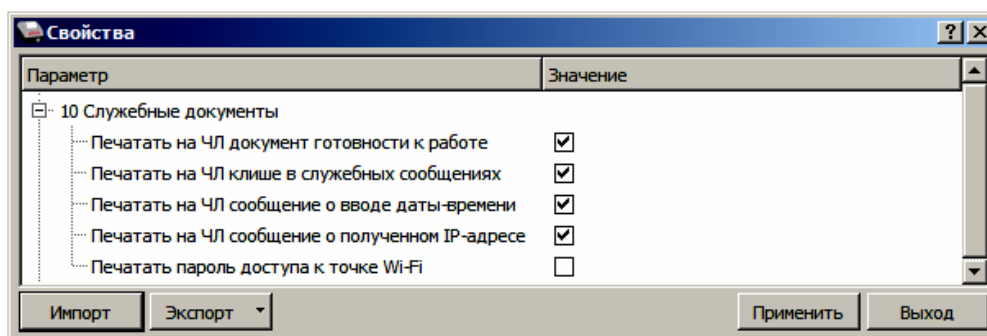 Свойства
Параметр Значение
10 Служебные документы
Печатать на ЧЛ документ готовности к работе
Печатать на ЧЛ клише в служебных сообщениях
Печатать на ЧЛ сообщение о вводе даты-времени
Печатать на ЧЛ сообщение о полученном IP-адресе
Печатать пароль доступа к точке Wi-Fi
Импорт Экспорт Применить Выход